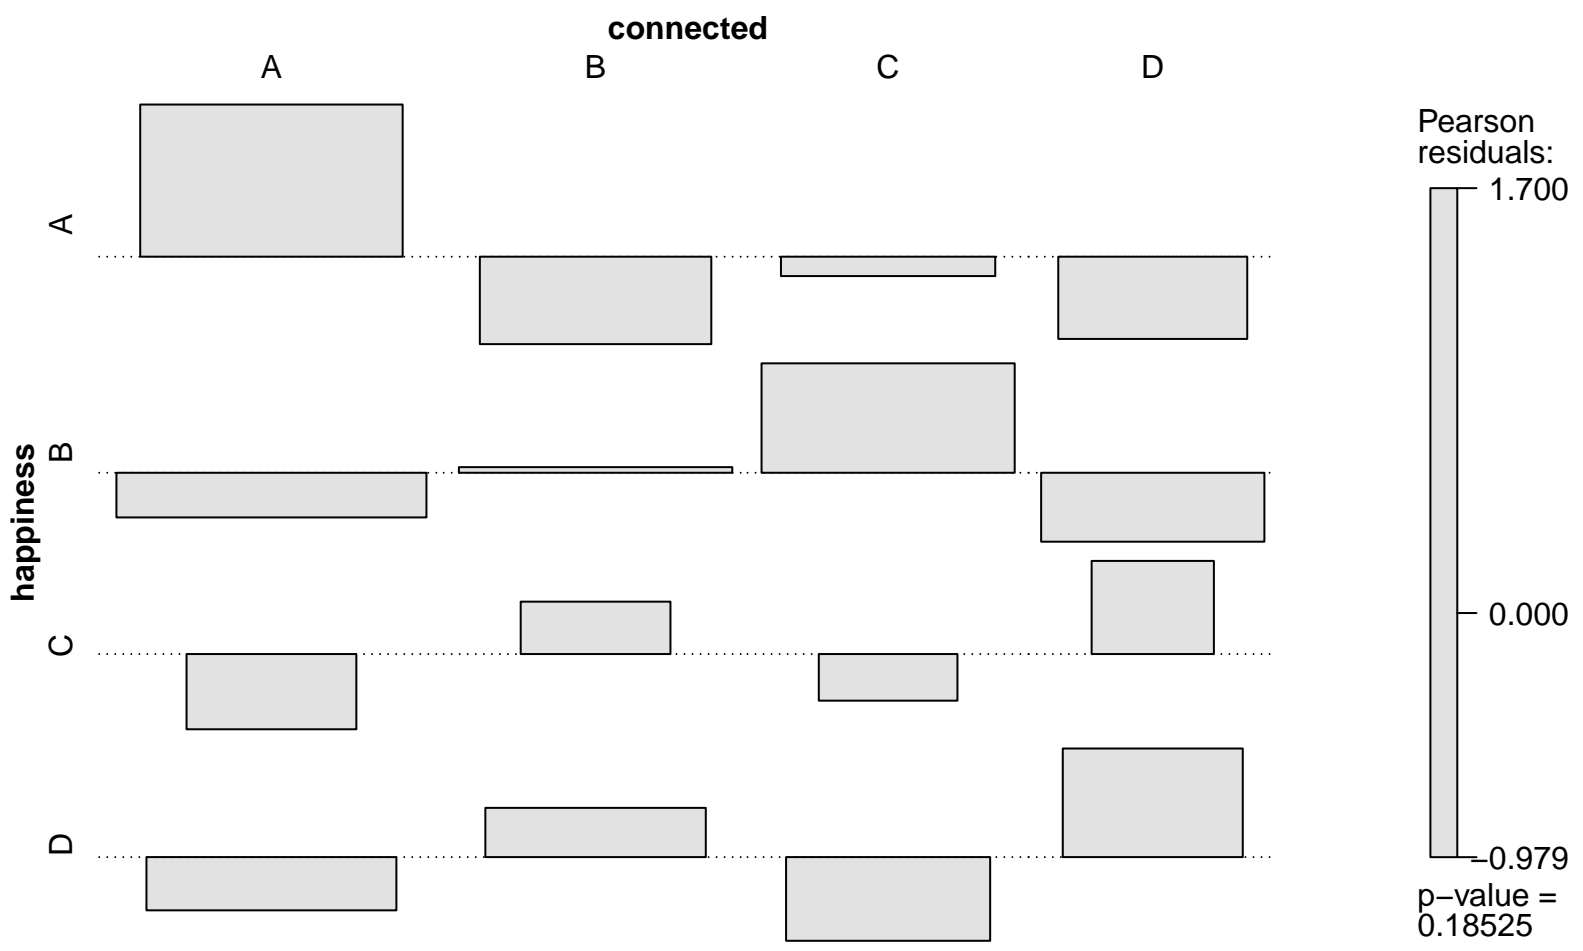 connected
A B C D
Pearson
residuals:
1.700
0.000
−0.979
p−value =
0.18525
happiness
A
B
C
D